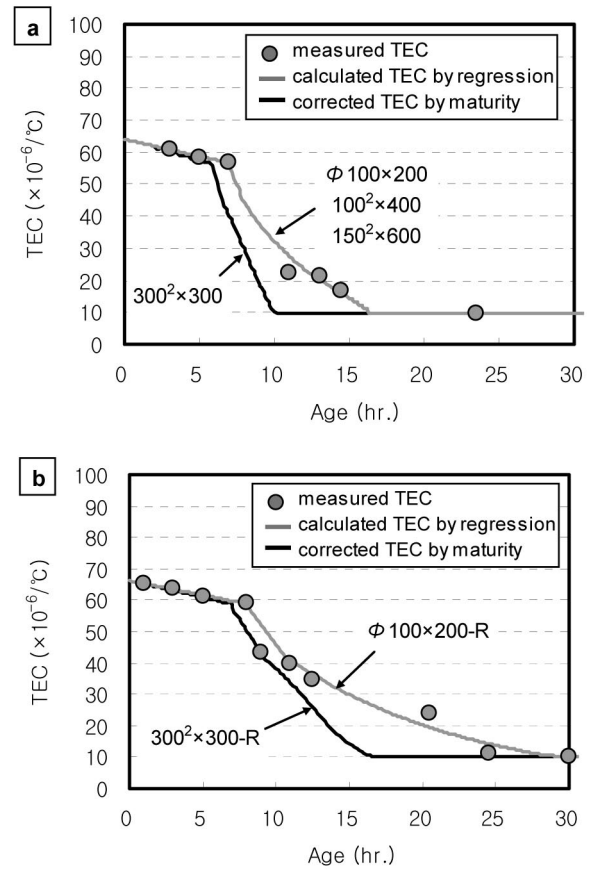 a
100
90
80
70
60
50
40
30
20
10
0
TEC (×10⁻⁶/℃)
measured TEC
calculated TEC by regression
corrected TEC by maturity
Φ 100×200
100²×400
150²×600
300²×300
0 5 10 15 20 25 30
Age (hr.)
b
100
90
80
70
60
50
40
30
20
10
0
TEC (×10⁻⁶/℃)
measured TEC
calculated TEC by regression
corrected TEC by maturity
Φ 100×200-R
300²×300-R
0 5 10 15 20 25 30
Age (hr.)